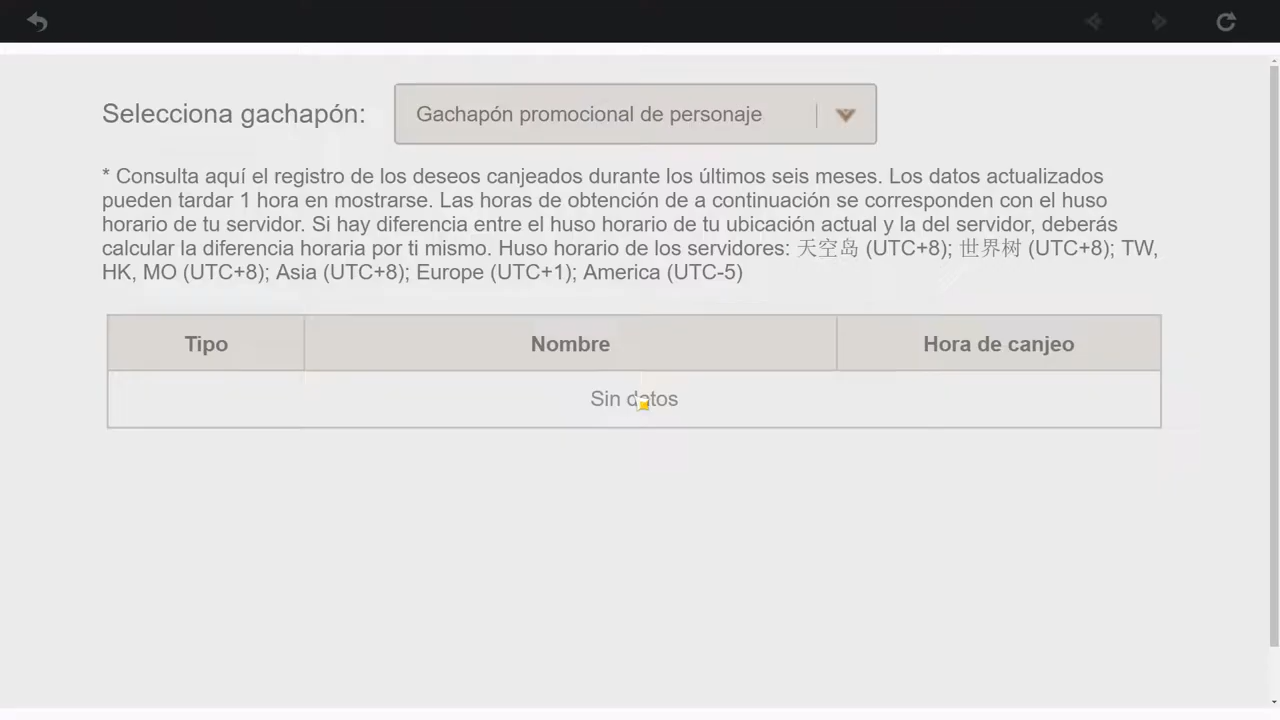 Selecciona gachapón:
Gachapón promocional de personaje
* Consulta aquí el registro de los deseos canjeados durante los últimos seis meses. Los datos actualizados
pueden tardar 1 hora en mostrarse. Las horas de obtención de a continuación se corresponden con el huso
horario de tu servidor. Si hay diferencia entre el huso horario de tu ubicación actual y la del servidor, deberás
calcular la diferencia horaria por ti mismo. Huso horario de los servidores: 天空岛 (UTC+8); 世界树 (UTC+8); TW,
HK, MO (UTC+8); Asia (UTC+8); Europe (UTC+1); America (UTC-5)
Tipo
Nombre
Hora de canjeo
Sin datos